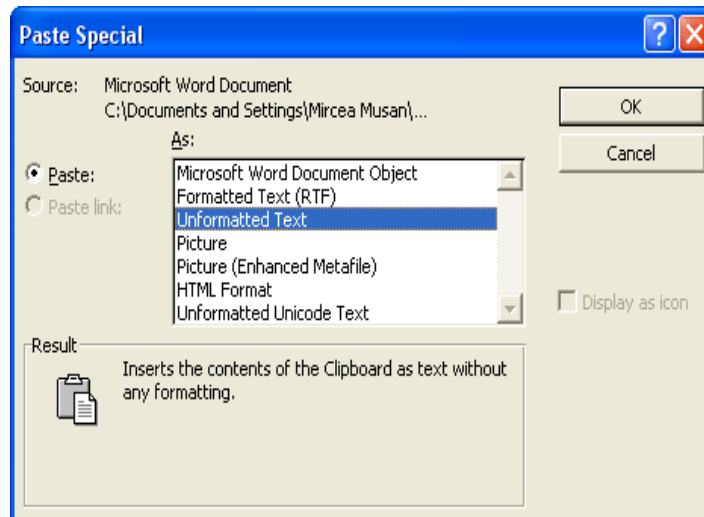 Paste Special
Source: Microsoft Word Document
C:\Documents and Settings\Mircea Musan\...
As:
Paste:
Paste link:
Microsoft Word Document Object
Formatted Text (RTF)
Unformatted Text
Picture
Picture (Enhanced Metafile)
HTML Format
Unformatted Unicode Text
OK
Cancel
Display as icon
Result
Inserts the contents of the Clipboard as text without
any formatting.